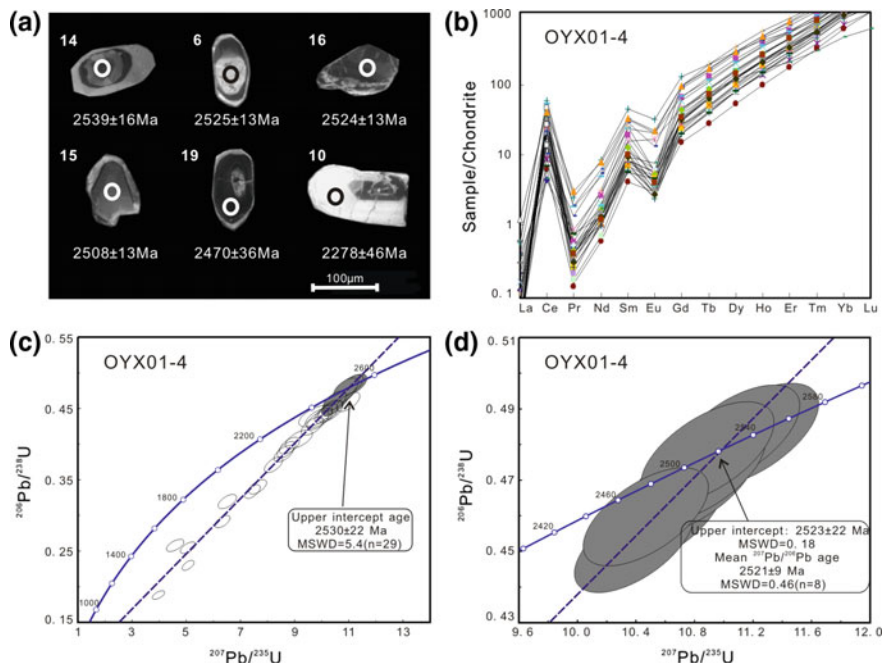 (a)
14
6
16
2539±16Ma
2525±13Ma
2524±13Ma
15
19
10
2508±13Ma
2470±36Ma
2278±46Ma
100μm
(b)
OYX01-4
Sample/Chondrite
1000
100
10
1
0.1
La Ce Pr Nd Sm Eu Gd Tb Dy Ho Er Tm Yb Lu
(c)
OYX01-4
206Pb/238U
0.55
0.45
0.35
0.25
0.15
2600
2200
1800
1400
1000
Upper intercept age
2530±22 Ma
MSWD=5.4(n=29)
1 3 5 7 9 11 13
207Pb/235U
(d)
OYX01-4
206Pb/238U
0.51
0.49
0.47
0.45
0.43
2580
2540
2500
2460
2420
Upper intercept: 2523±22 Ma
MSWD=0.18
Mean 207Pb/206Pb age
2521±9 Ma
MSWD=0.46(n=8)
9.6 10.0 10.4 10.8 11.2 11.6 12.0
207Pb/235U